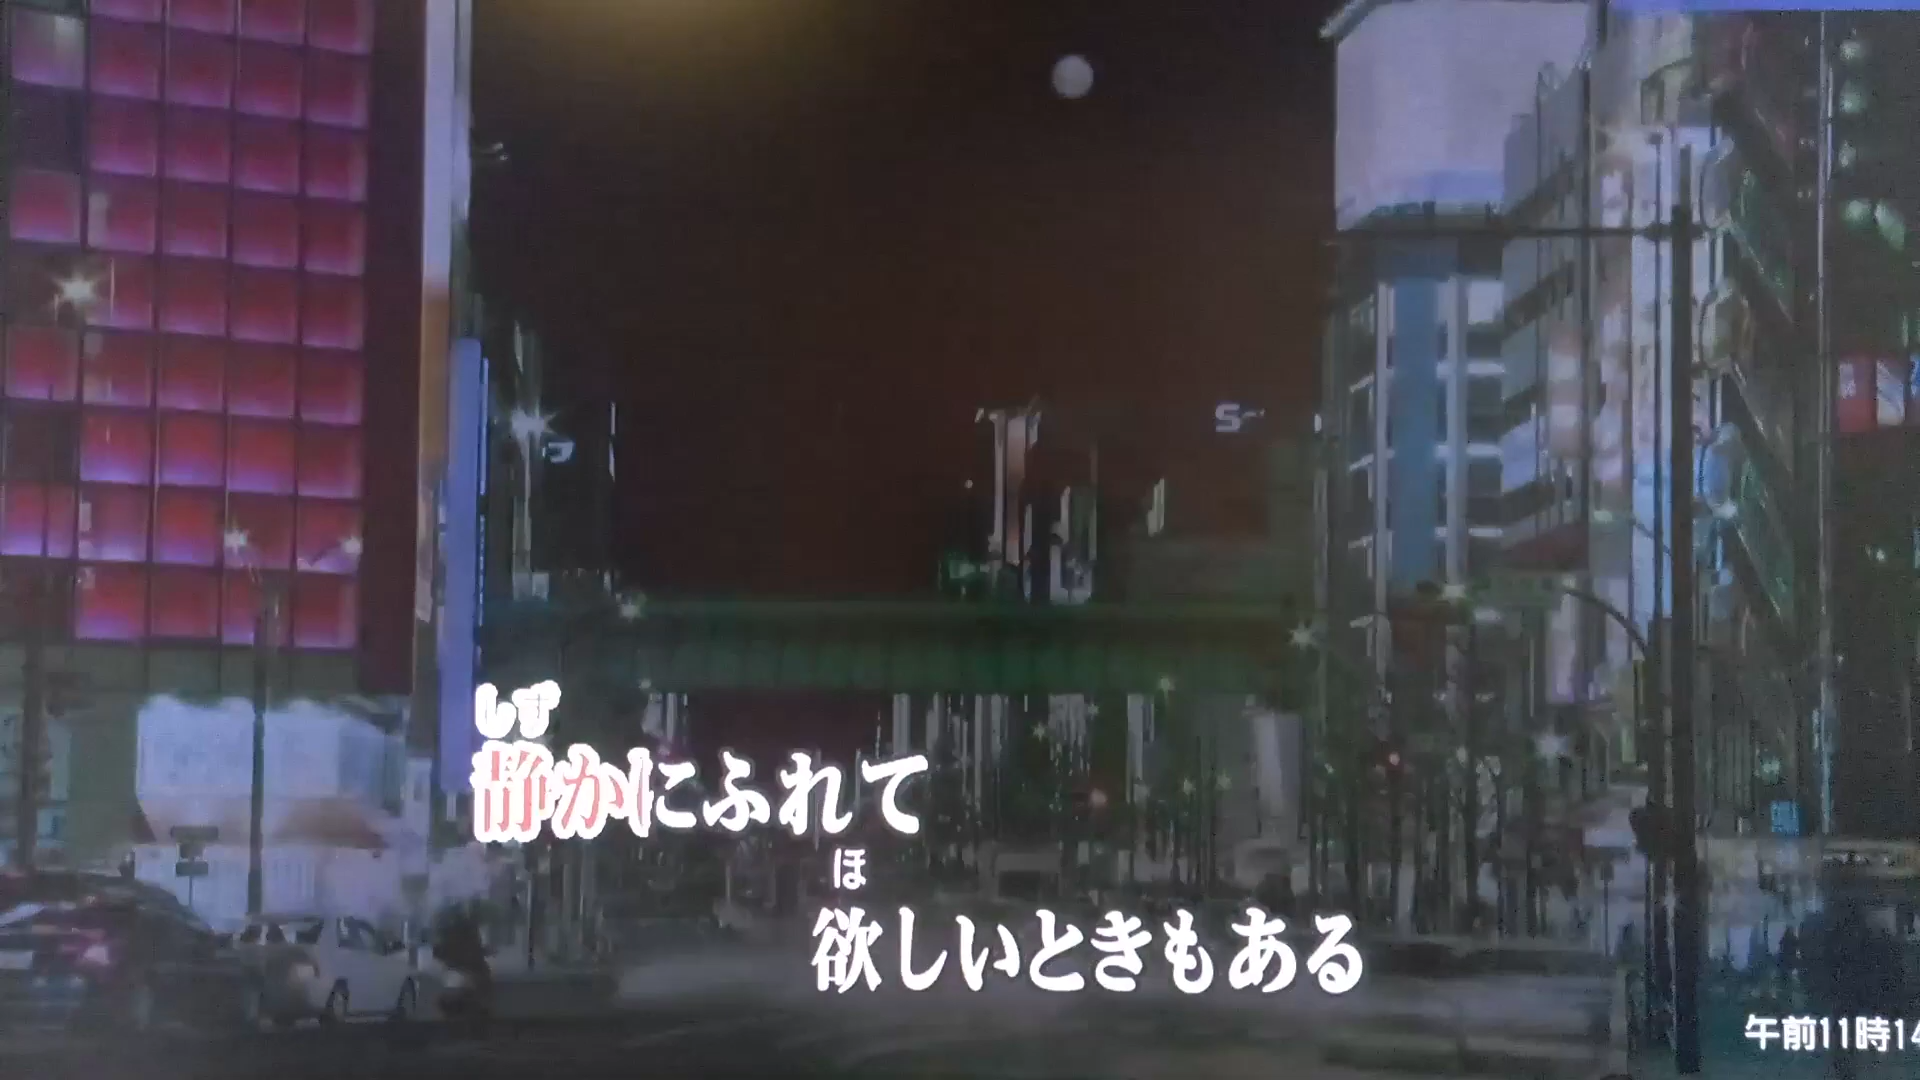 しず
静かにふれて
ほ
欲しいときもある
午前11時14